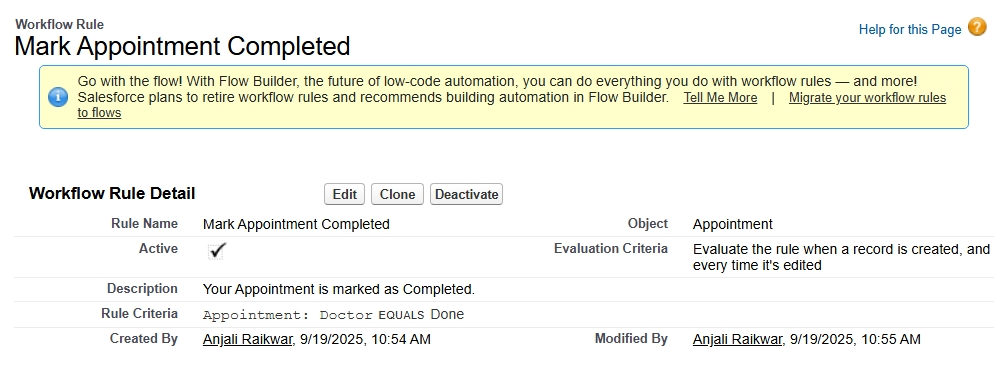 Workflow Rule
Mark Appointment Completed
Help for this Page ?
Go with the flow! With Flow Builder, the future of low-code automation, you can do everything you do with workflow rules — and more!
Salesforce plans to retire workflow rules and recommends building automation in Flow Builder. Tell Me More | Migrate your workflow rules
to flows
Workflow Rule Detail
Edit Clone Deactivate
Rule Name Mark Appointment Completed Object Appointment
Active Evaluation Criteria Evaluate the rule when a record is created, and
every time it's edited
Description Your Appointment is marked as Completed.
Rule Criteria Appointment: Doctor EQUALS Done
Created By Anjali Raikwar, 9/19/2025, 10:54 AM Modified By Anjali Raikwar, 9/19/2025, 10:55 AM